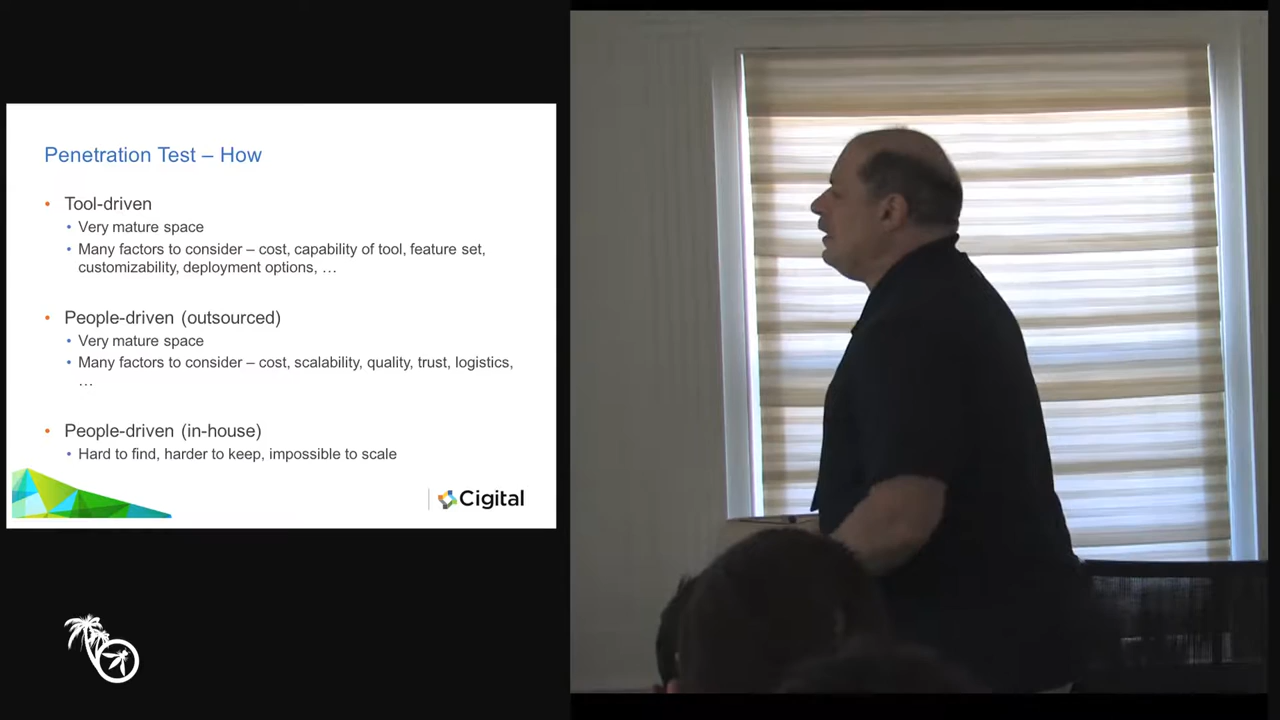 Penetration Test – How
• Tool-driven
• Very mature space
• Many factors to consider – cost, capability of tool, feature set,
customizability, deployment options, …
• People-driven (outsourced)
• Very mature space
• Many factors to consider – cost, scalability, quality, trust, logistics,
…
• People-driven (in-house)
• Hard to find, harder to keep, impossible to scale
Cigital